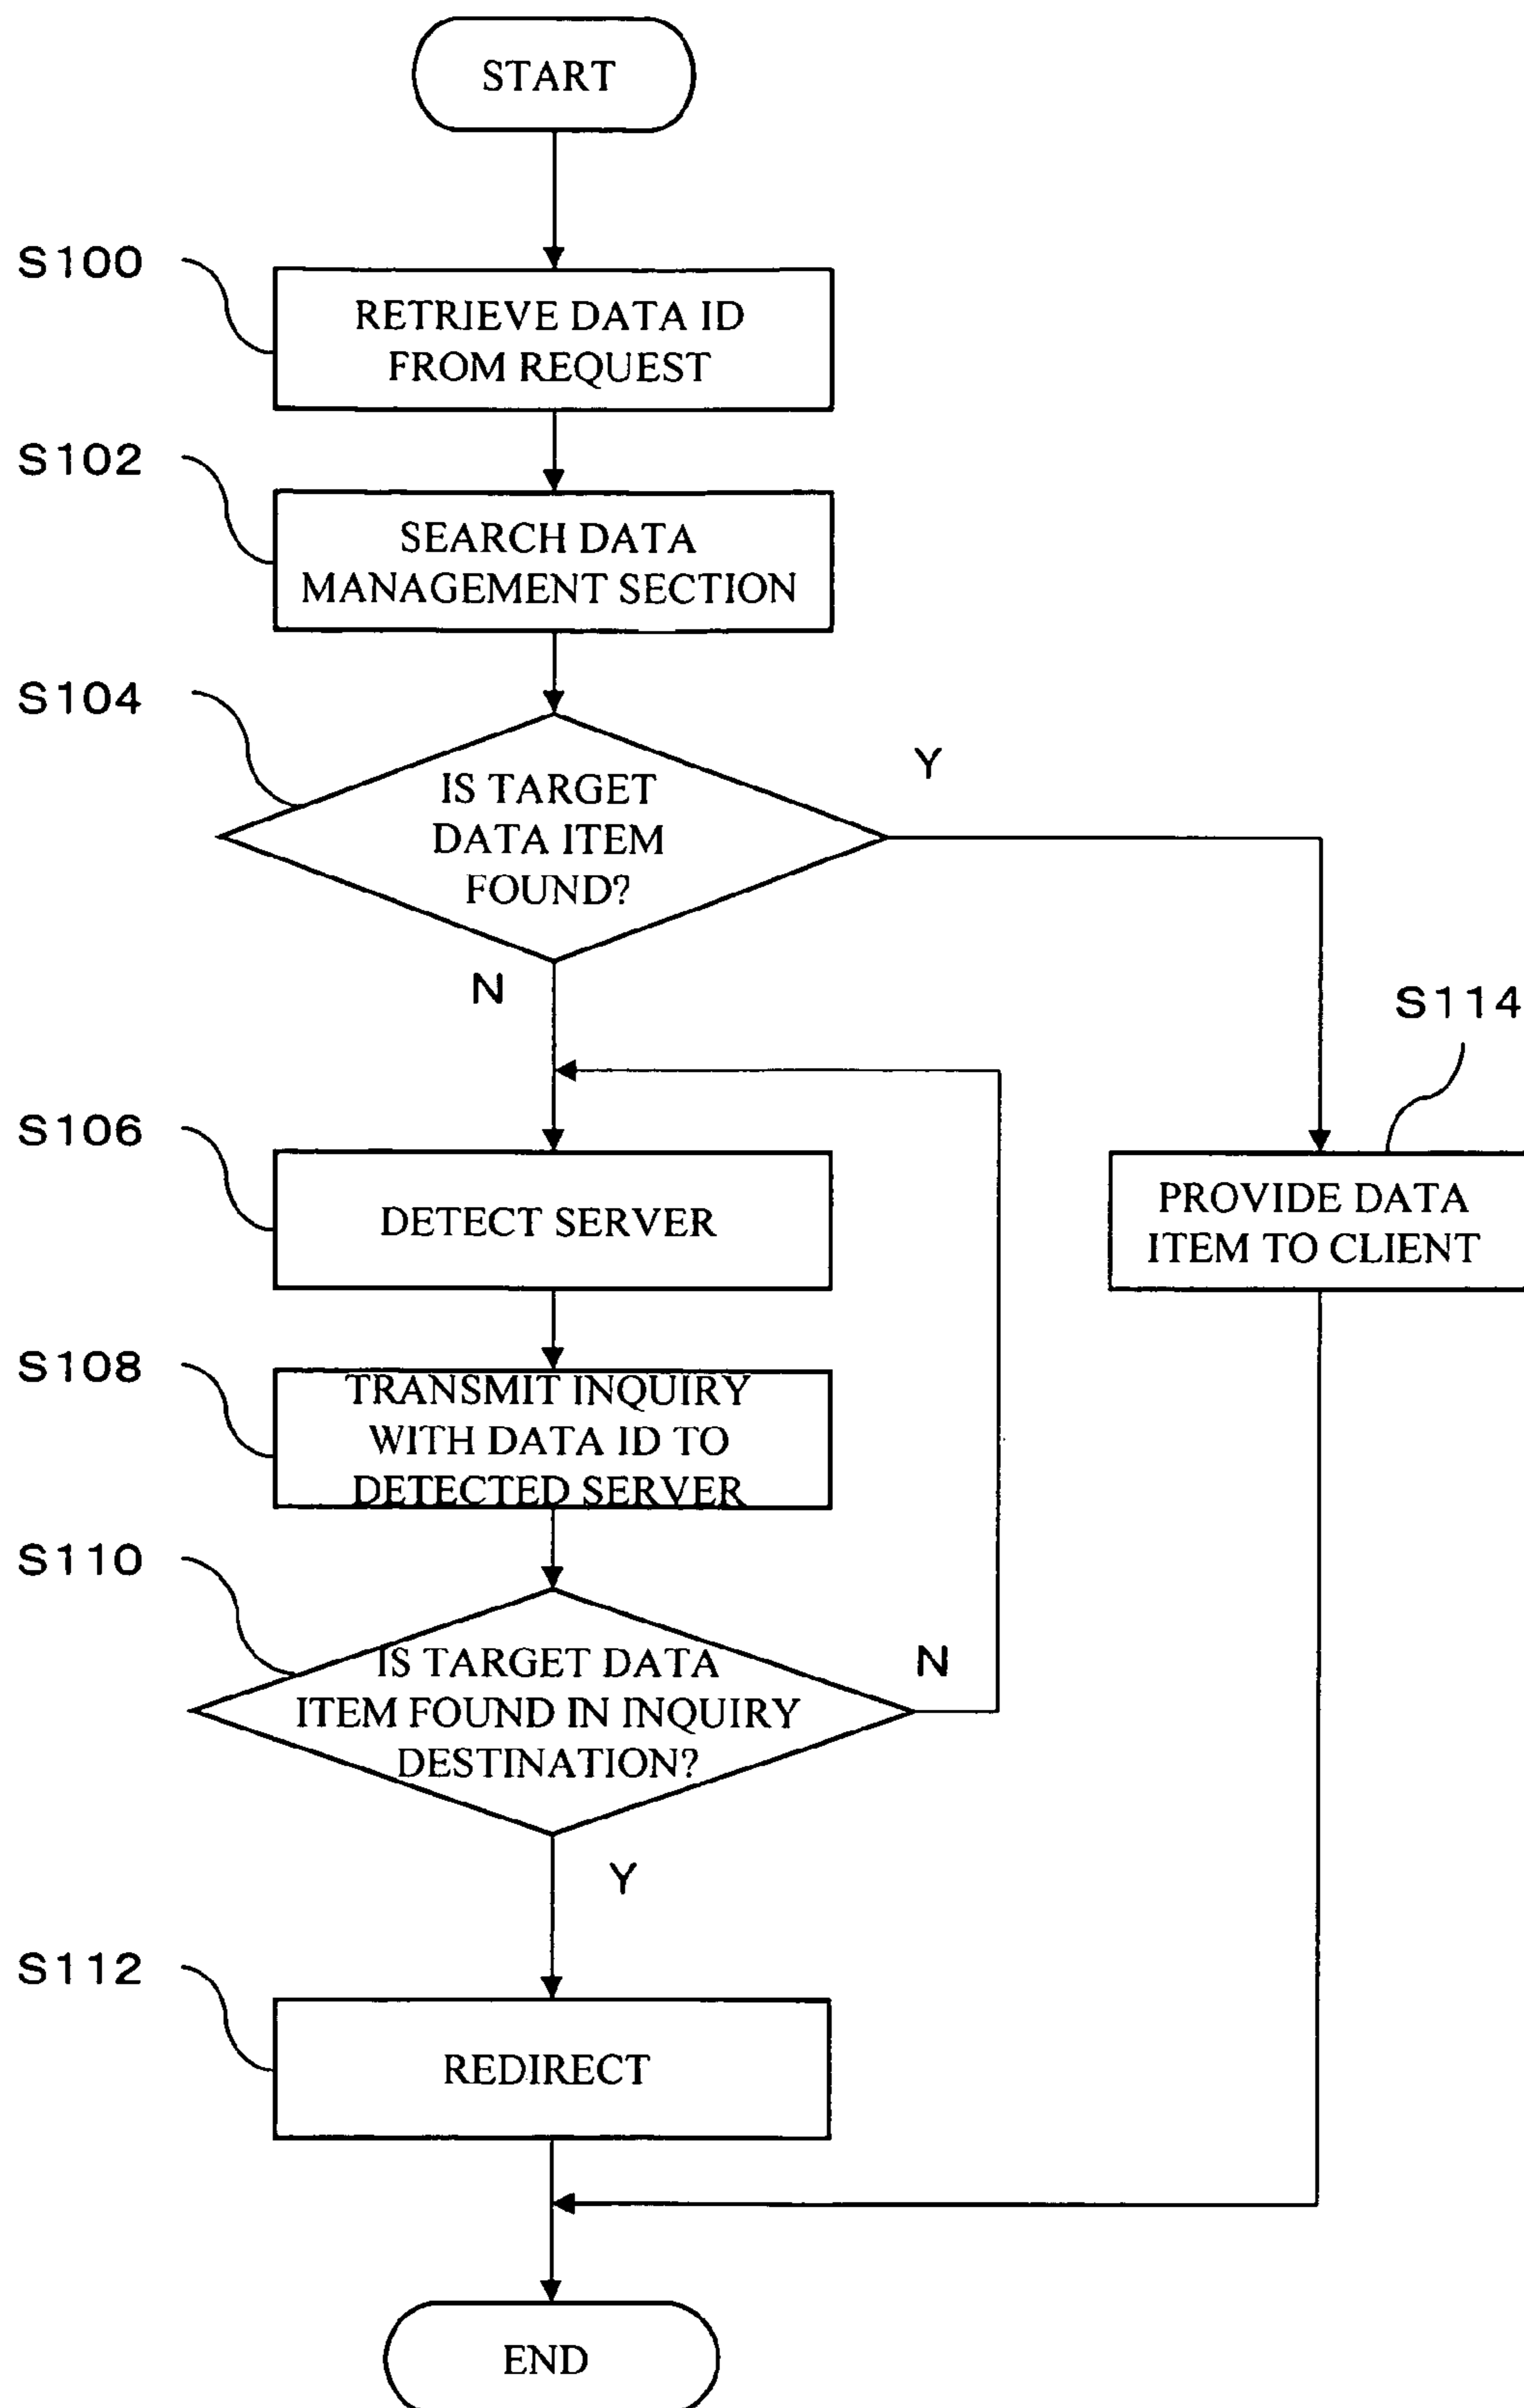 START
S100
RETRIEVE DATA ID
FROM REQUEST
S102
SEARCH DATA
MANAGEMENT SECTION
S104
IS TARGET
DATA ITEM
FOUND?
Y
N
S114
PROVIDE DATA
ITEM TO CLIENT
S106
DETECT SERVER
S108
TRANSMIT INQUIRY
WITH DATA ID TO
DETECTED SERVER
S110
IS TARGET DATA
ITEM FOUND IN INQUIRY
DESTINATION?
N
Y
S112
REDIRECT
END